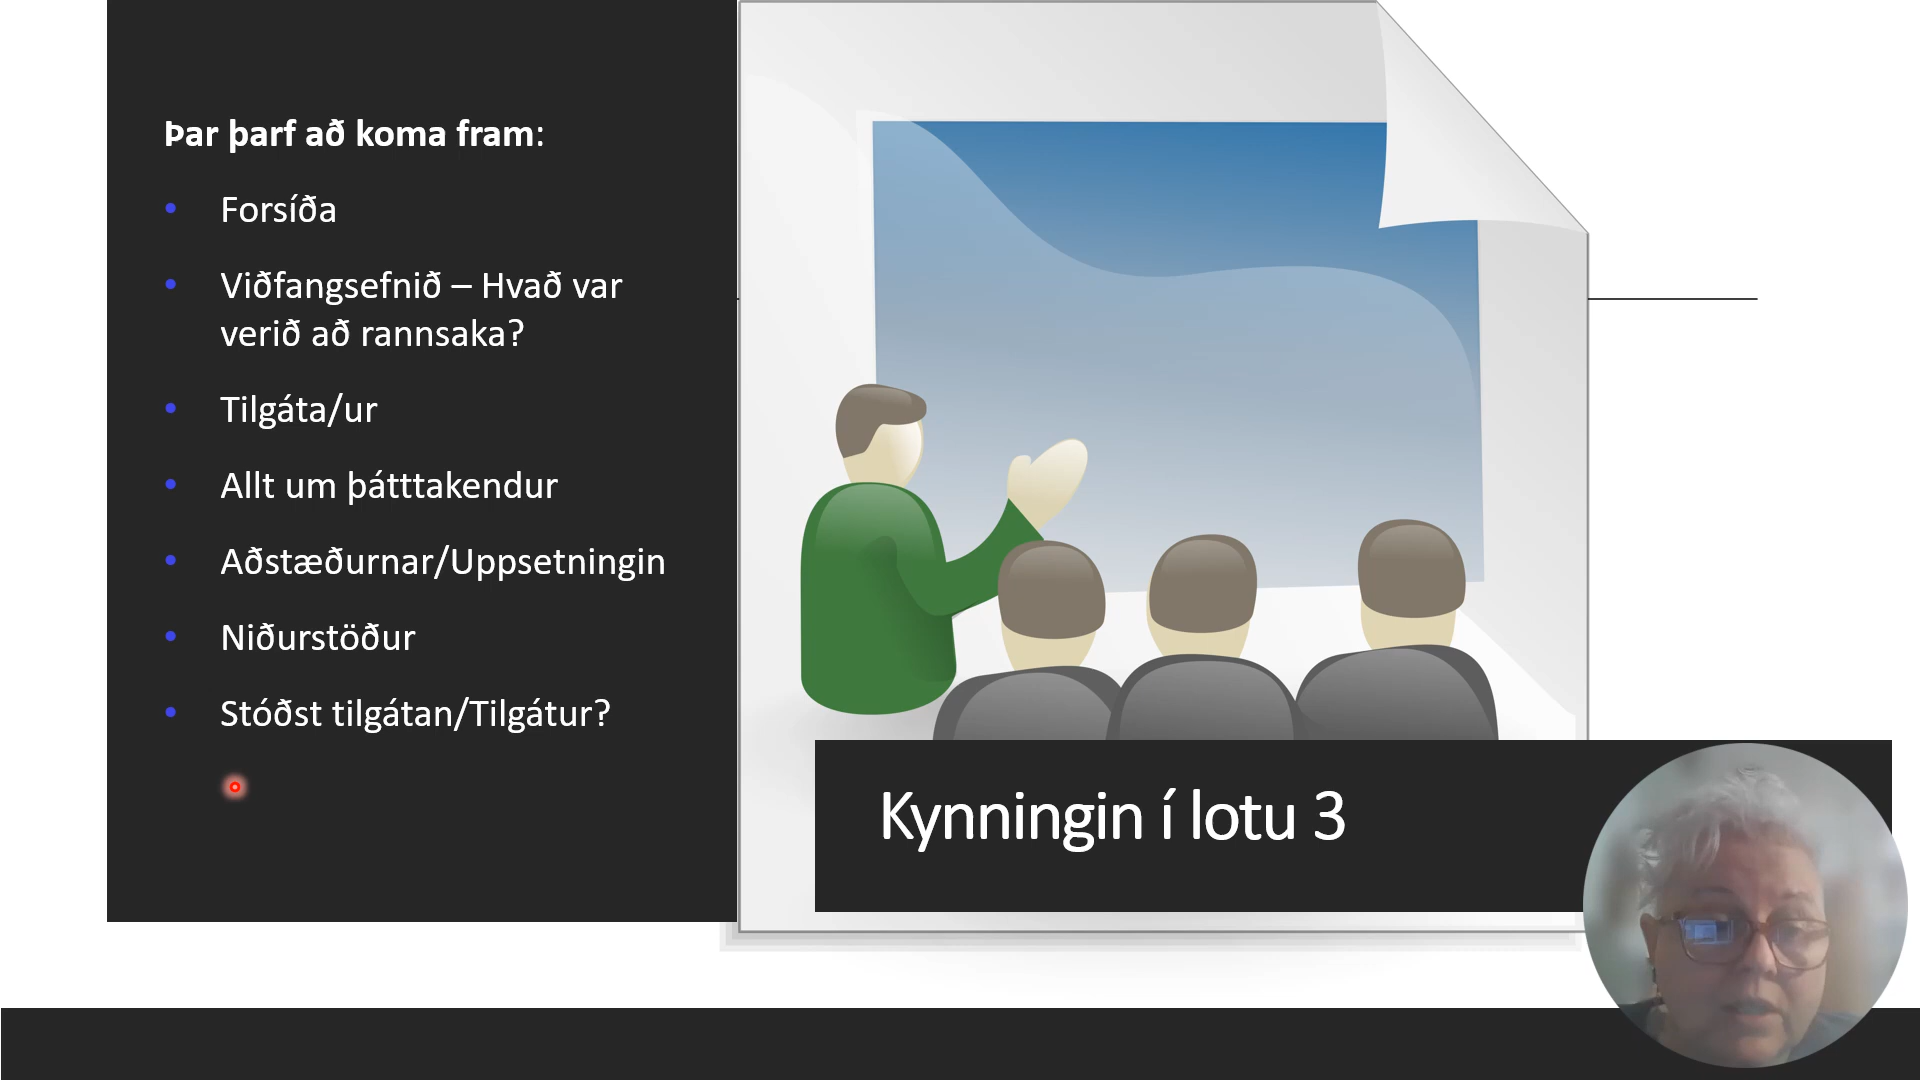 Þar þarf að koma fram:
• Forsíða
• Viðfangsefnið – Hvað var
verið að rannsaka?
• Tilgáta/ur
• Allt um þátttakendur
• Aðstæðurnar/Uppsetningin
• Niðurstöður
• Stóðst tilgátan/Tilgátur?
Kynningin í lotu 3